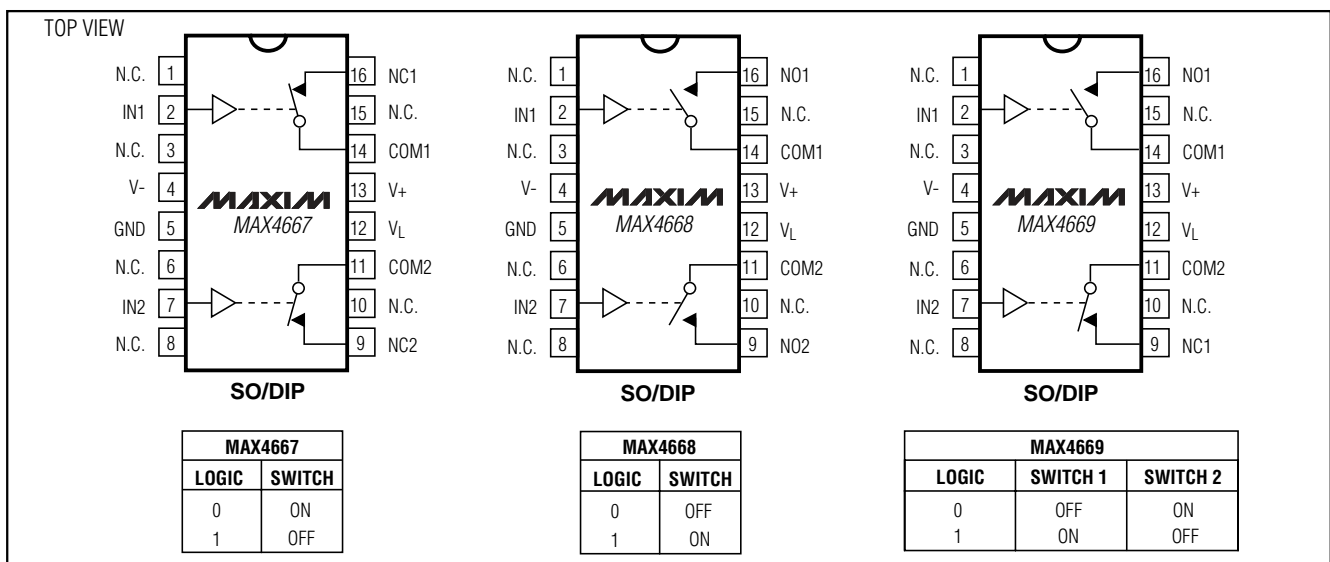 TOP VIEW
N.C. 1 16 NC1
IN1 2 15 N.C.
N.C. 3 14 COM1
V- 4 13 V+
GND 5 12 VL
N.C. 6 11 COM2
IN2 7 10 N.C.
N.C. 8 9 NC2
MAXIM
MAX4667
SO/DIP
N.C. 1 16 NO1
IN1 2 15 N.C.
N.C. 3 14 COM1
V- 4 13 V+
GND 5 12 VL
N.C. 6 11 COM2
IN2 7 10 N.C.
N.C. 8 9 NO2
MAXIM
MAX4668
SO/DIP
N.C. 1 16 NO1
IN1 2 15 N.C.
N.C. 3 14 COM1
V- 4 13 V+
GND 5 12 VL
N.C. 6 11 COM2
IN2 7 10 N.C.
N.C. 8 9 NC1
MAXIM
MAX4669
SO/DIP
MAX4667
LOGIC SWITCH
0 ON
1 OFF
MAX4668
LOGIC SWITCH
0 OFF
1 ON
MAX4669
LOGIC SWITCH 1 SWITCH 2
0 OFF ON
1 ON OFF